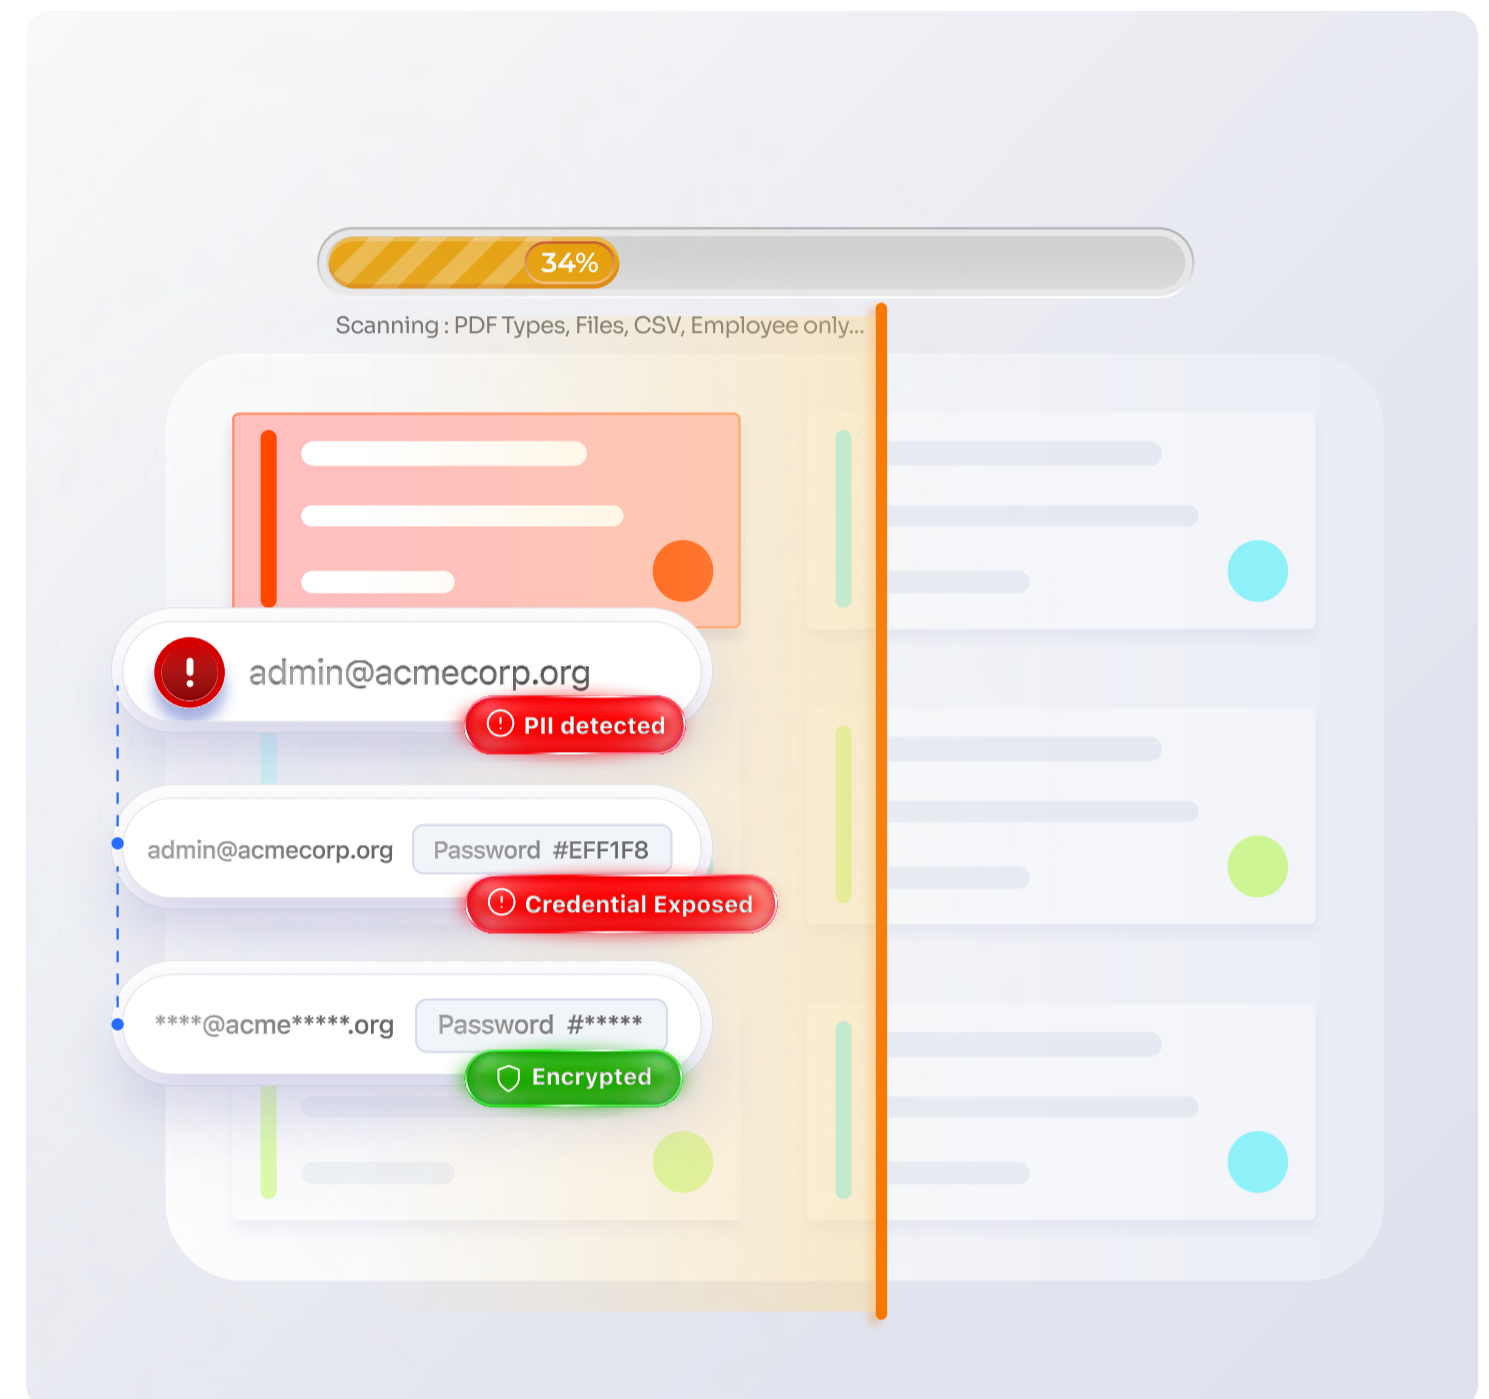 34%
Scanning : PDF Types, Files, CSV, Employee only...
admin@acmecorp.org
PII detected
admin@acmecorp.org Password #EFF1F8
Credential Exposed
****@acme*****.org Password #*****
Encrypted